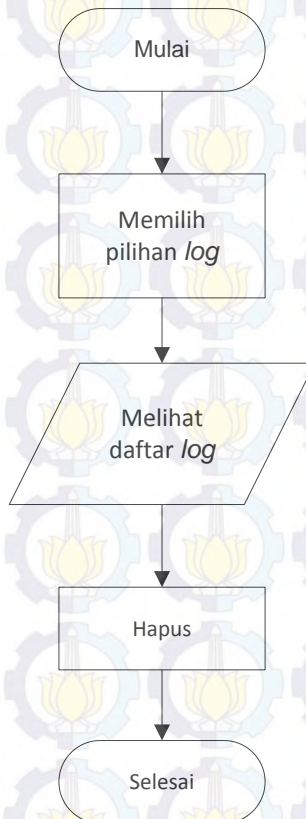 Mulai
Memilih
pilihan log
Melihat
daftar log
Hapus
Selesai